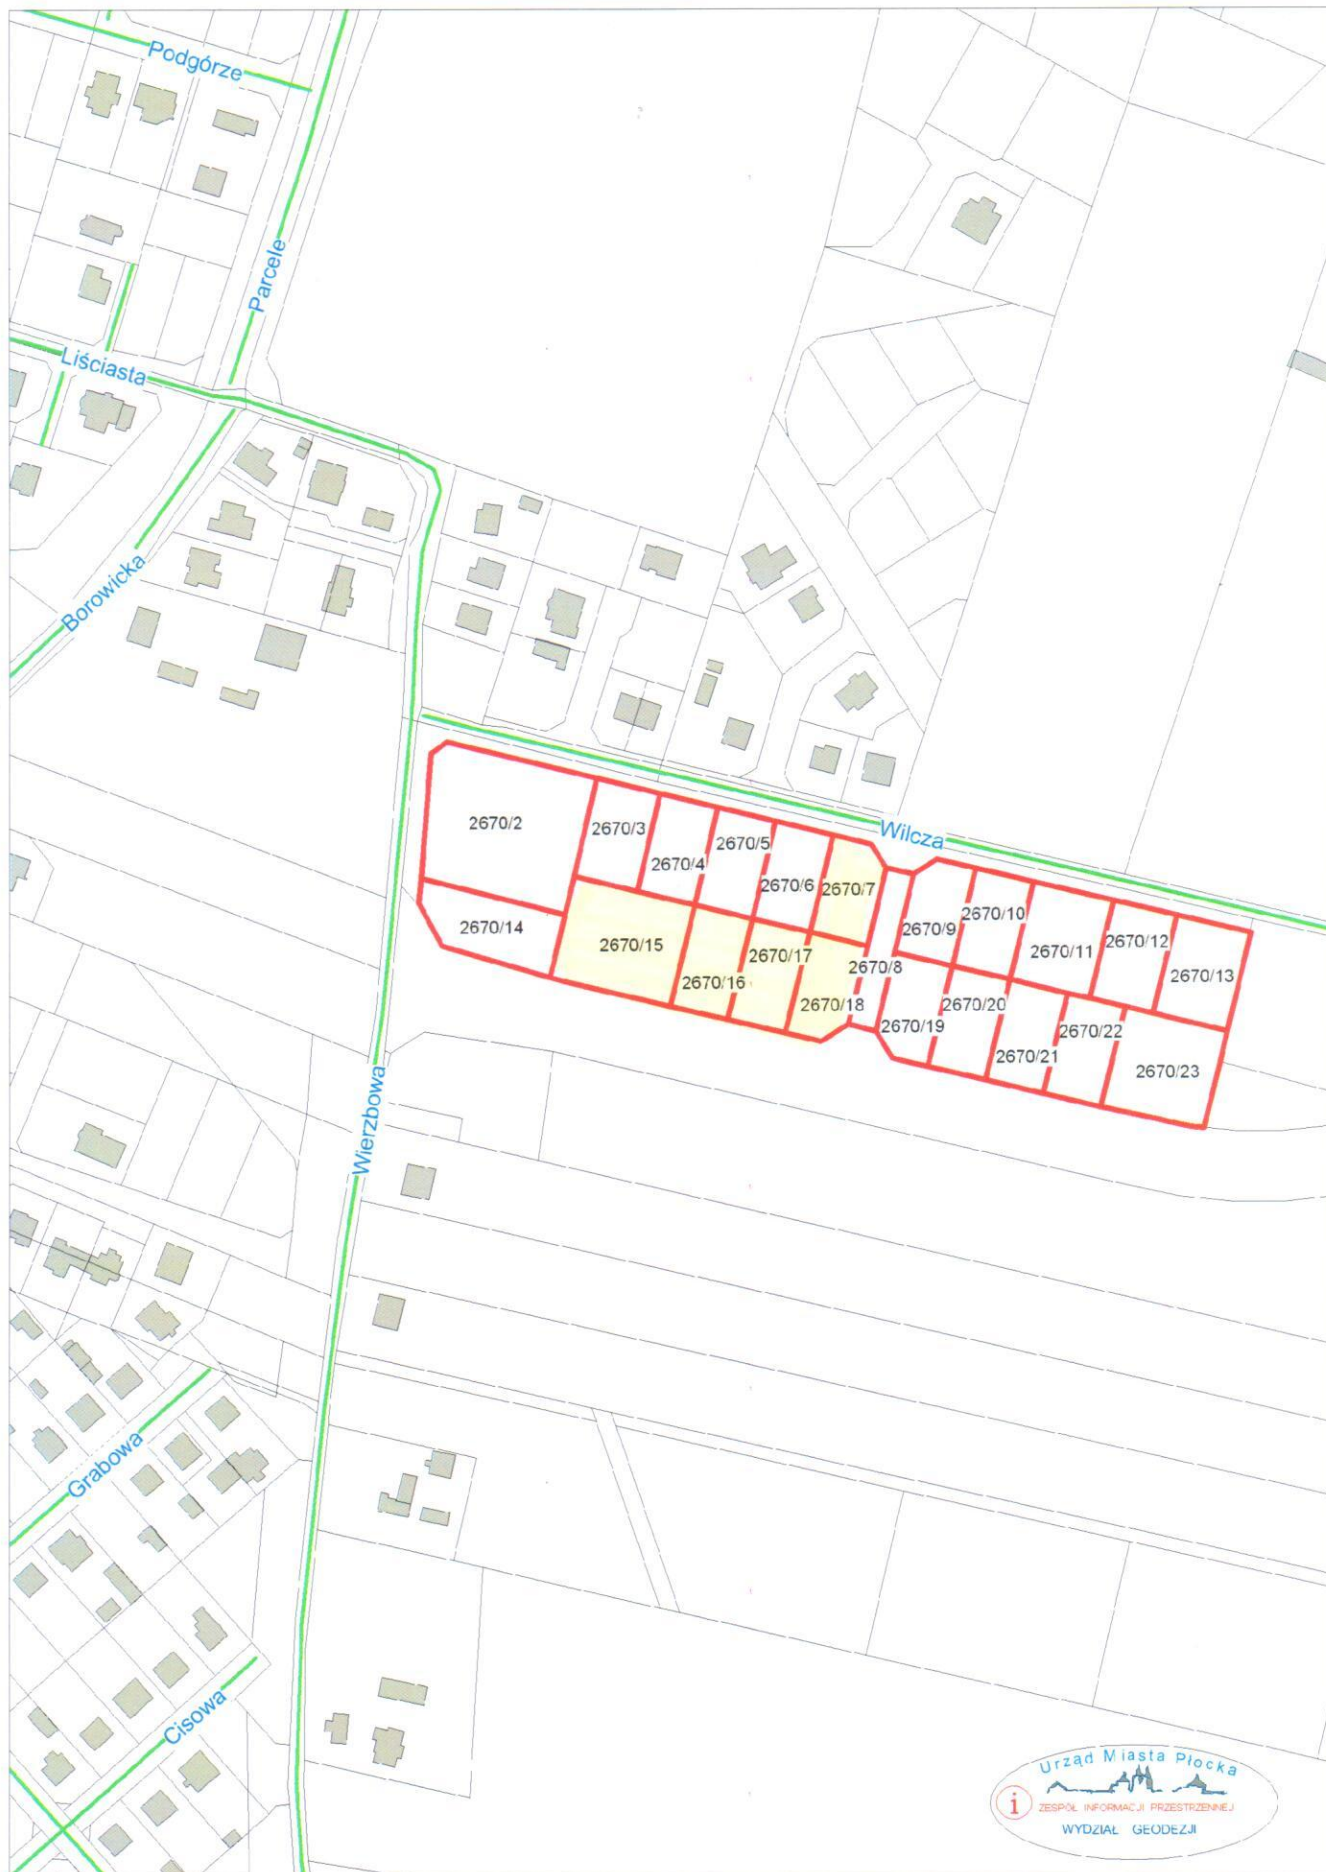 Podgórze
Parcele
Liściasta
Borowicka
Wilcza
2670/2
2670/3
2670/4
2670/5
2670/6
2670/7
2670/8
2670/9
2670/10
2670/11
2670/12
2670/13
2670/14
2670/15
2670/16
2670/17
2670/18
2670/19
2670/20
2670/21
2670/22
2670/23
Wierzbowa
Grabowa
Cisowa
Urząd Miasta Płocka
i
ZESPÓŁ INFORMACJI PRZESTRZENNEJ
WYDZIAŁ GEODEZJI